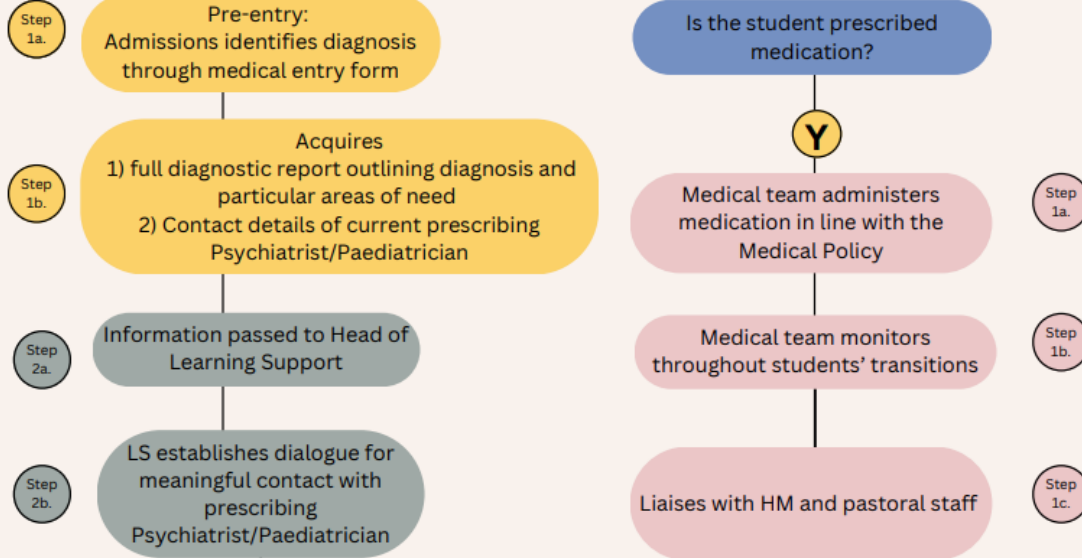 Step
1a.
Pre-entry:
Admissions identifies diagnosis
through medical entry form
Step
1b.
Acquires
1) full diagnostic report outlining diagnosis and
particular areas of need
2) Contact details of current prescribing
Psychiatrist/Paediatrician
Step
2a.
Information passed to Head of
Learning Support
Step
2b.
LS establishes dialogue for
meaningful contact with
prescribing
Psychiatrist/Paediatrician
Is the student prescribed
medication?
Y
Medical team administers
medication in line with the
Medical Policy
Step
1a.
Medical team monitors
throughout students’ transitions
Step
1b.
Liaises with HM and pastoral staff
Step
1c.